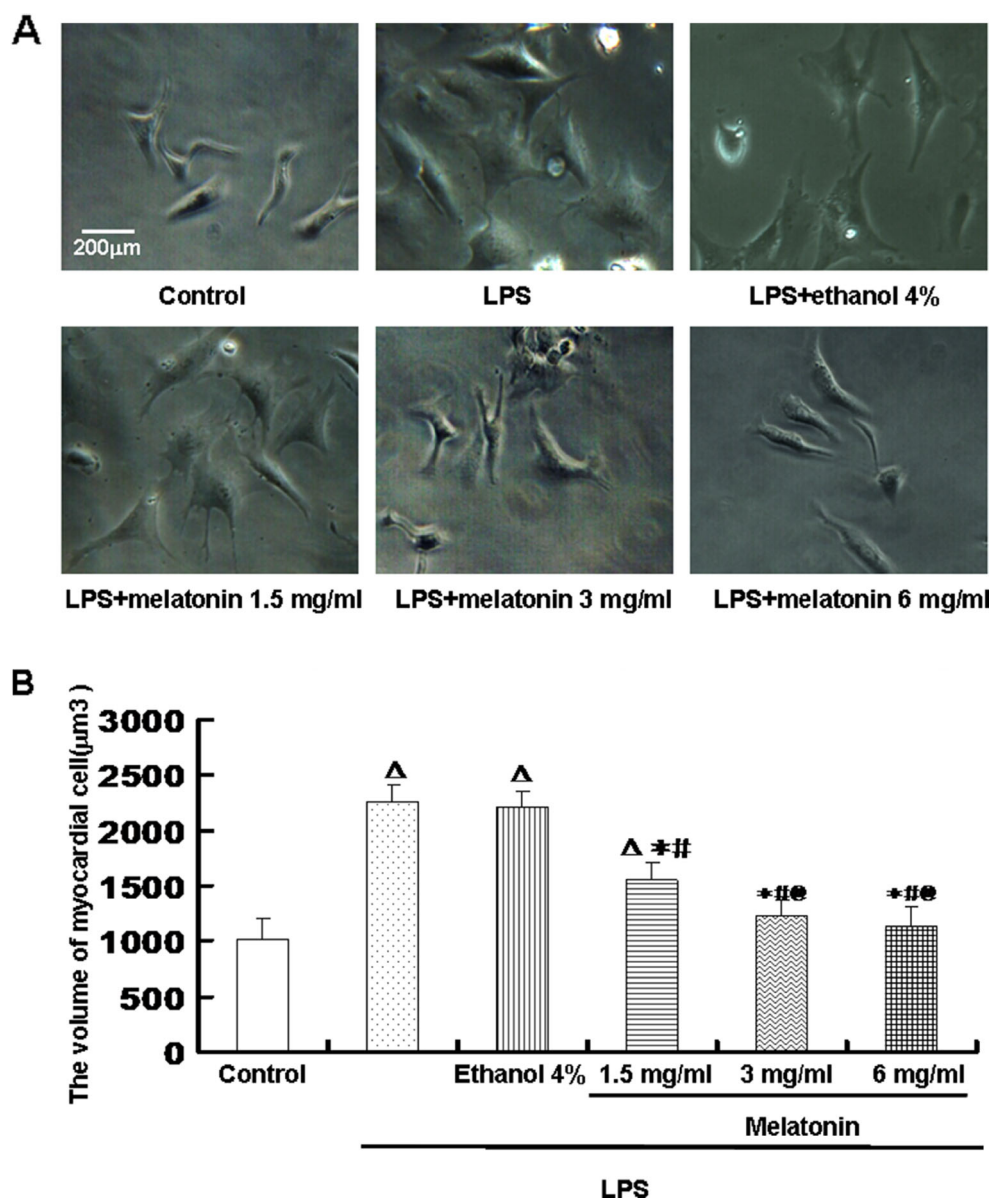 A
200μm
Control
LPS
LPS+ethanol 4%
LPS+melatonin 1.5 mg/ml
LPS+melatonin 3 mg/ml
LPS+melatonin 6 mg/ml
B
The volume of myocardial cell(μm3 )
3000
2500
2000
1500
1000
500
0
Δ
Δ
Δ *#
*#@
*#@
Control
Ethanol 4%
1.5 mg/ml
3 mg/ml
6 mg/ml
Melatonin
LPS